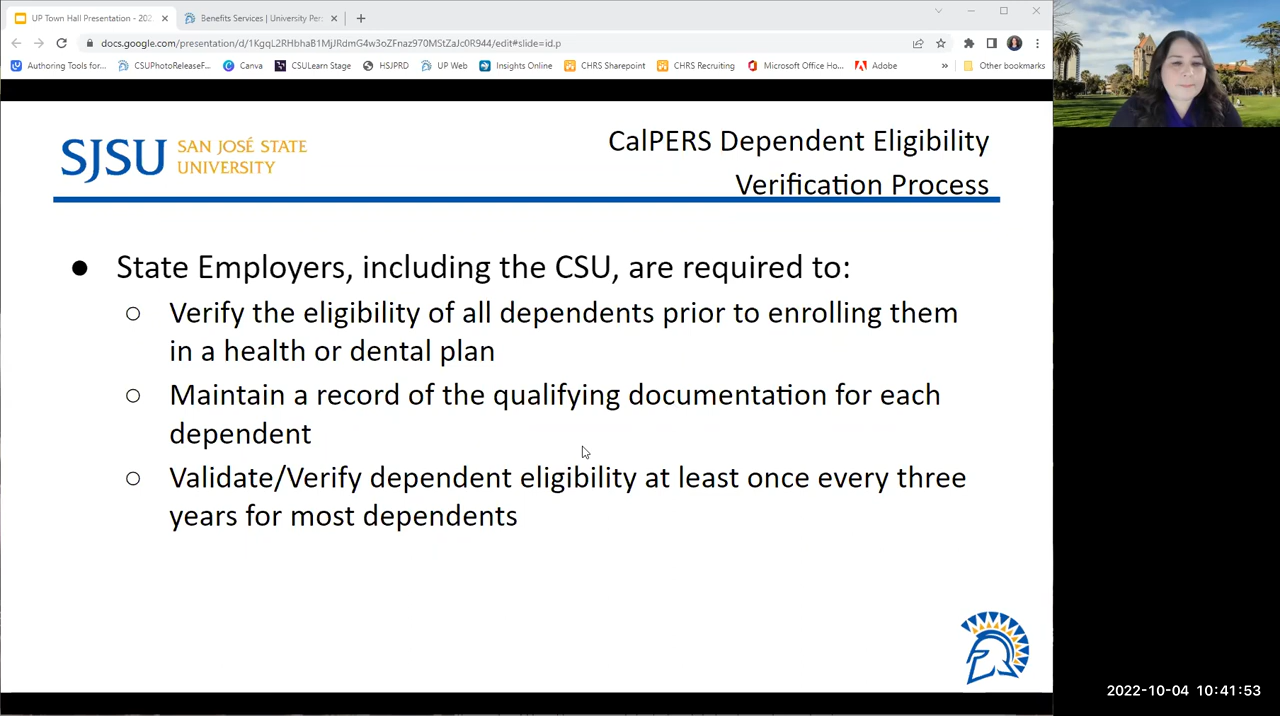 UP Town Hall Presentation - 202
Benefits Services | University Per
docs.google.com/presentation/d/1KgqL2RHbhaBtMjJRdmG4w3oZFnaz970MStZaJc0R944/edit#slide=id.p
Authoring Tools for... CSUPhotoReleaseF... Canva CSULearn Stage HSJPRD UP Web Insights Online CHRS Sharepoint CHRS Recruiting Microsoft Office Ho... Adobe » Other bookmarks
SJSU SAN JOSÉ STATE
UNIVERSITY
CalPERS Dependent Eligibility
Verification Process
● State Employers, including the CSU, are required to:
○ Verify the eligibility of all dependents prior to enrolling them
in a health or dental plan
○ Maintain a record of the qualifying documentation for each
dependent
○ Validate/Verify dependent eligibility at least once every three
years for most dependents
2022-10-04 10:41:53